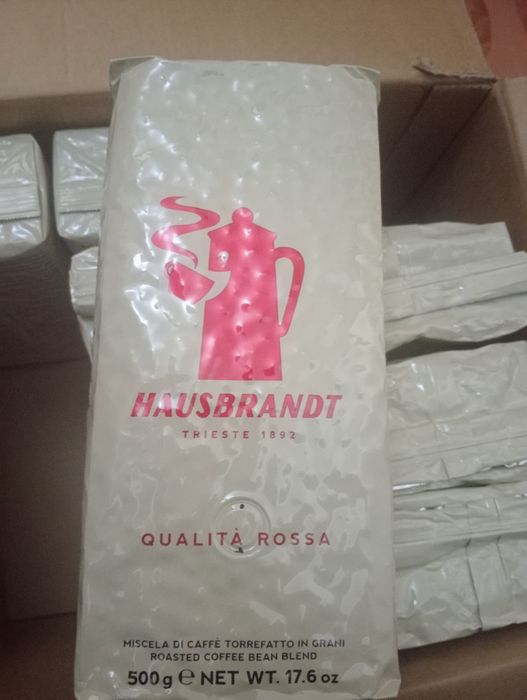 HAUSBRANDT
TRIESTE 1892
QUALITÀ ROSSA
MISCELA DI CAFFÈ TORREFATTO IN GRANI
ROASTED COFFEE BEAN BLEND
500g ℮ NET WT. 17.6 oz